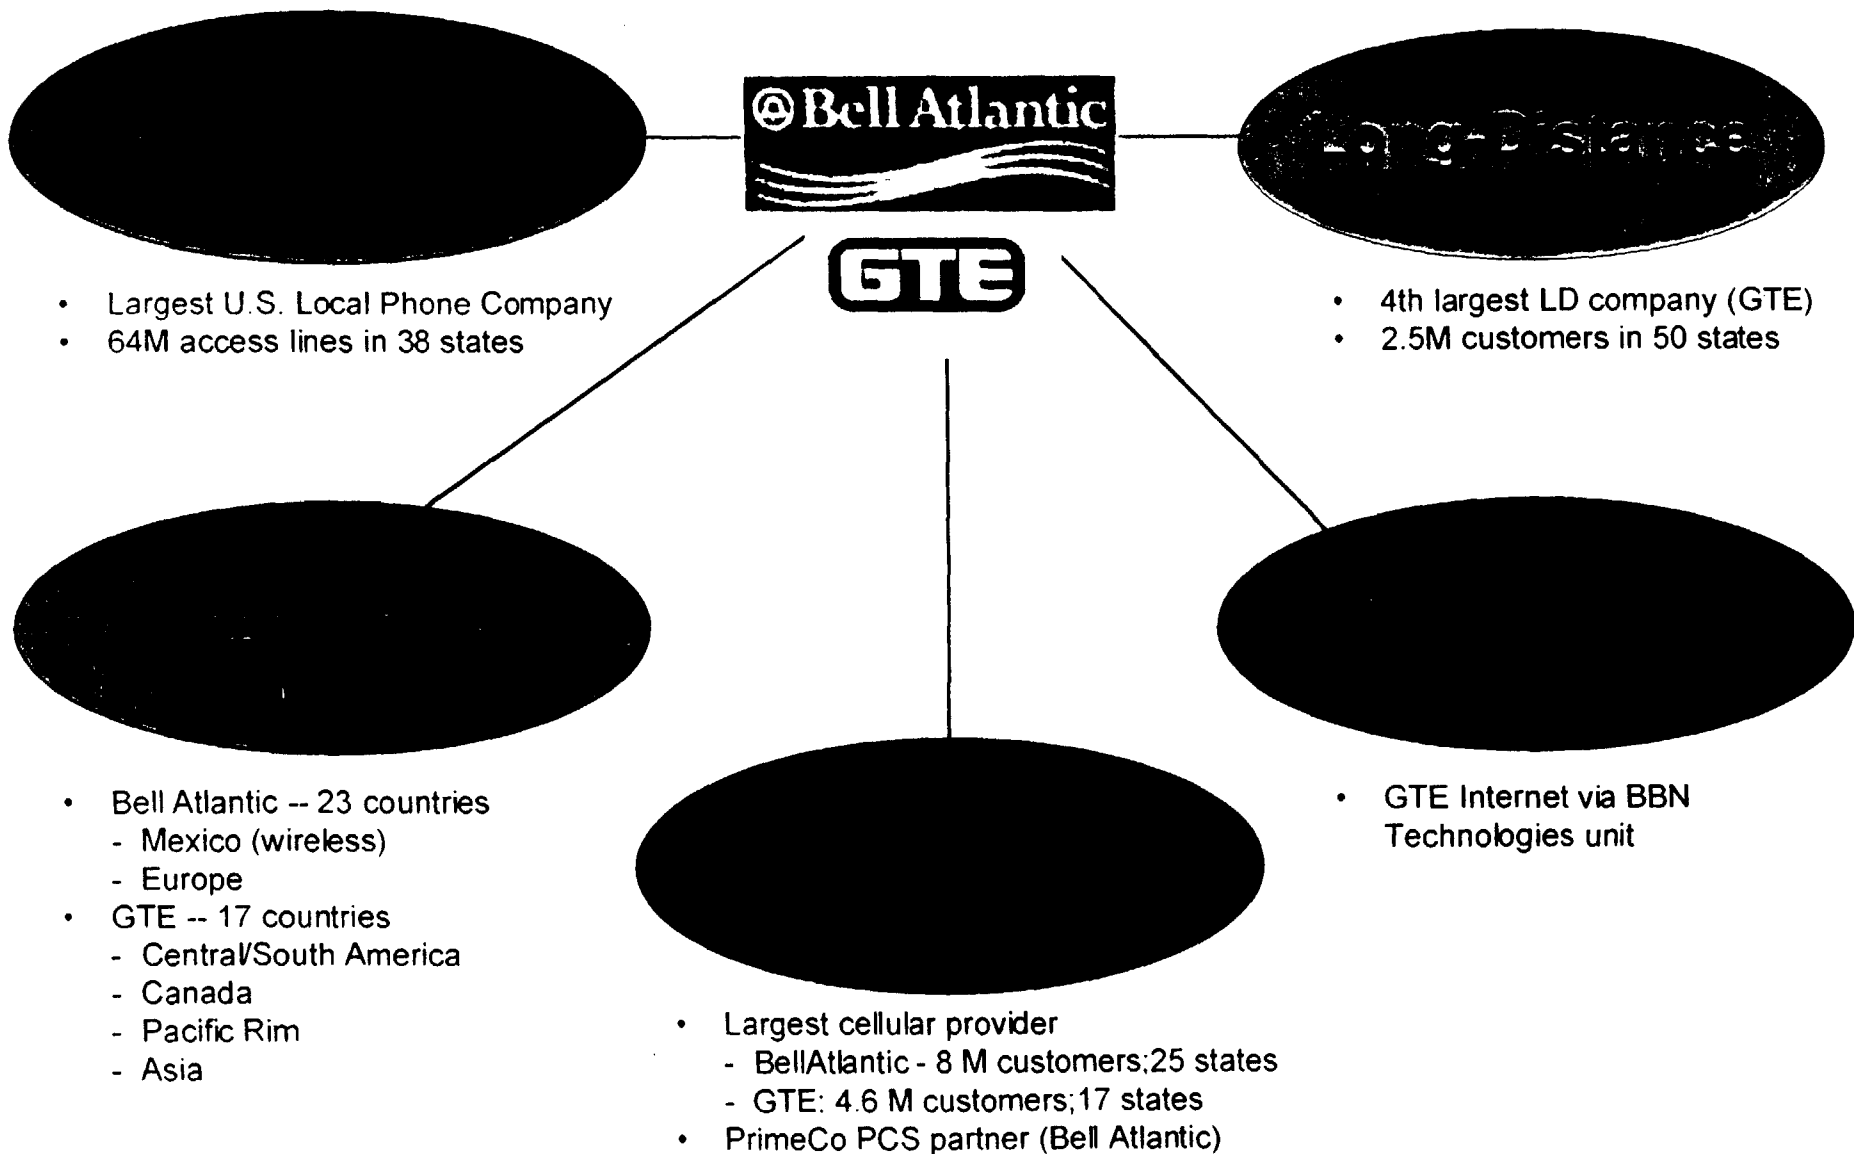 Bell Atlantic
GTE
Long-Distance
• Largest U.S. Local Phone Company
• 64M access lines in 38 states
• 4th largest LD company (GTE)
• 2.5M customers in 50 states
• Bell Atlantic -- 23 countries
- Mexico (wireless)
- Europe
• GTE -- 17 countries
- Central/South America
- Canada
- Pacific Rim
- Asia
• Largest cellular provider
- BellAtlantic - 8 M customers;25 states
- GTE: 4.6 M customers;17 states
• PrimeCo PCS partner (Bell Atlantic)
• GTE Internet via BBN
Technologies unit